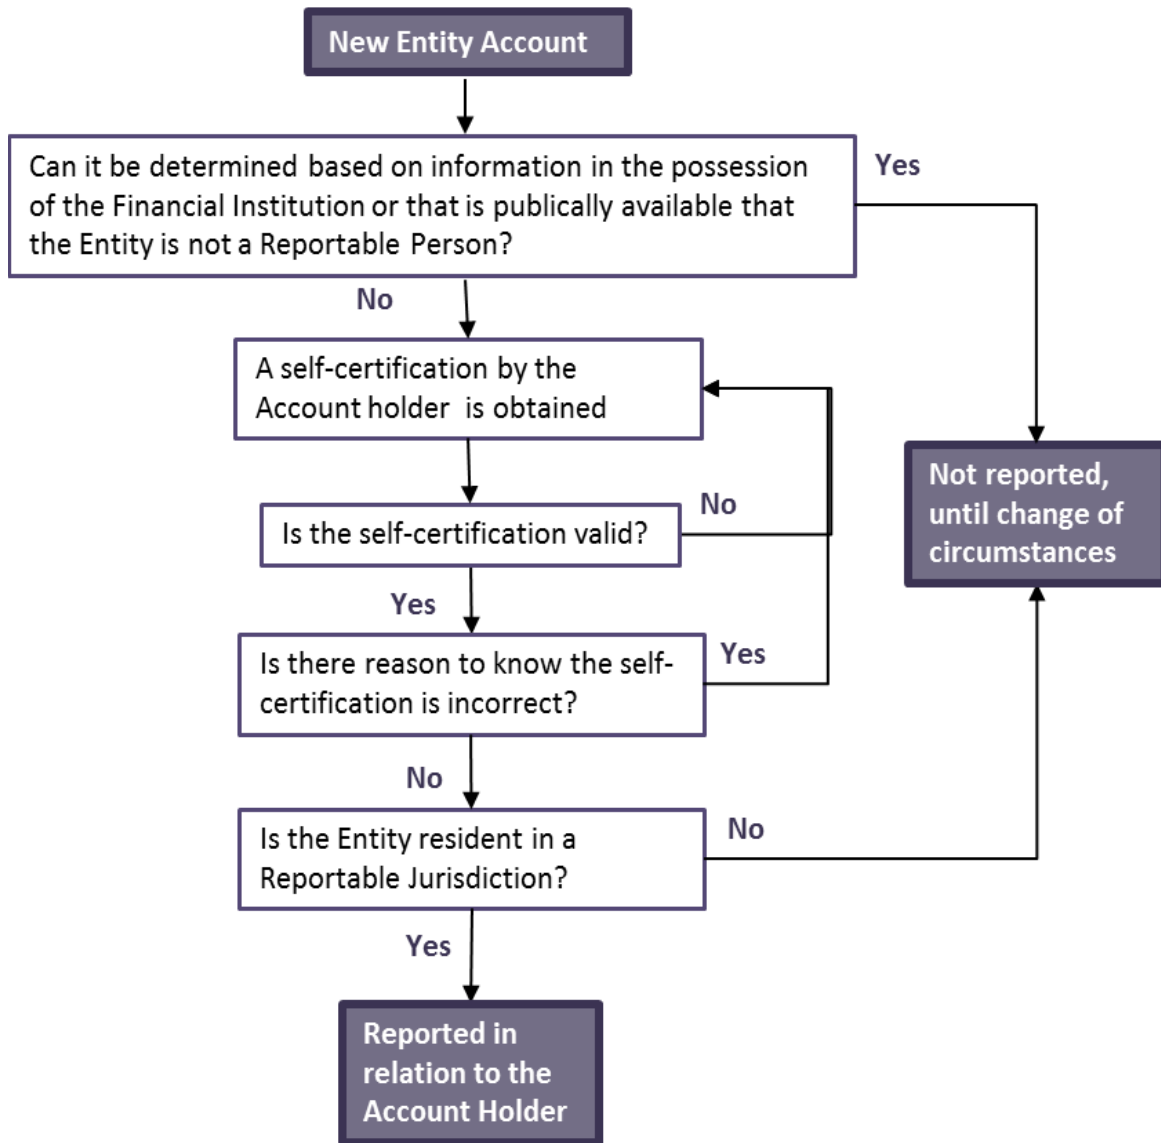 New Entity Account
Can it be determined based on information in the possession
of the Financial Institution or that is publically available that
the Entity is not a Reportable Person?
Yes
No
A self-certification by the
Account holder is obtained
Is the self-certification valid?
No
Yes
Not reported,
until change of
circumstances
Is there reason to know the self-
certification is incorrect?
Yes
No
Is the Entity resident in a
Reportable Jurisdiction?
No
Yes
Reported in
relation to the
Account Holder